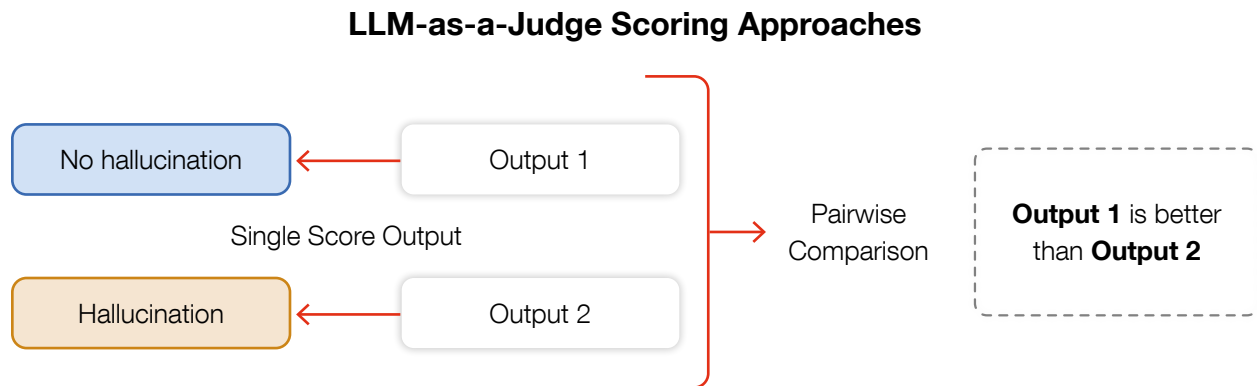 LLM-as-a-Judge Scoring Approaches
No hallucination
Output 1
Single Score Output
Hallucination
Output 2
Pairwise
Comparison
Output 1 is better
than Output 2